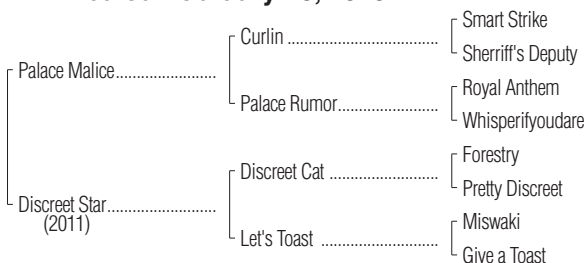 Smart Strike
Curlin ......................................
Sherriff's Deputy
Palace Malice.........................
Royal Anthem
Palace Rumor.........................
Whisperifyoudare
Forestry
Discreet Cat ...........................
Pretty Discreet
Discreet Star...........................
(2011)
Miswaki
Let's Toast .............................
Give a Toast